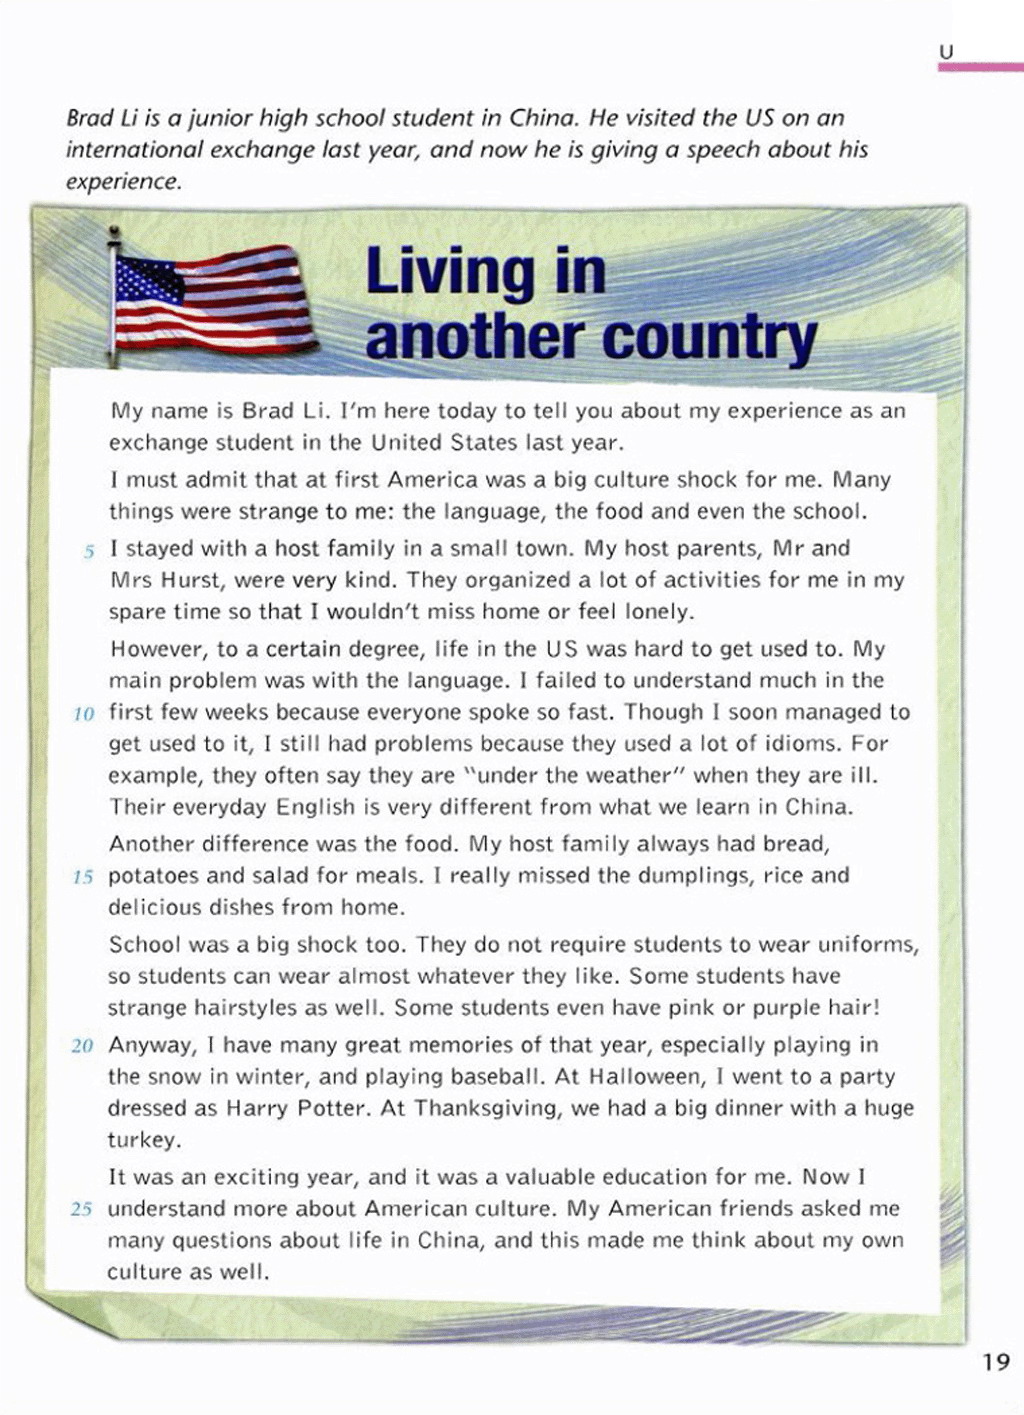 U
Brad Li is a junior high school student in China. He visited the US on an
international exchange last year, and now he is giving a speech about his
experience.
Living in
another country
My name is Brad Li. I'm here today to tell you about my experience as an
exchange student in the United States last year.
I must admit that at first America was a big culture shock for me. Many
things were strange to me: the language, the food and even the school.
5 I stayed with a host family in a small town. My host parents, Mr and
Mrs Hurst, were very kind. They organized a lot of activities for me in my
spare time so that I wouldn't miss home or feel lonely.
However, to a certain degree, life in the US was hard to get used to. My
main problem was with the language. I failed to understand much in the
10 first few weeks because everyone spoke so fast. Though I soon managed to
get used to it, I still had problems because they used a lot of idioms. For
example, they often say they are "under the weather" when they are ill.
Their everyday English is very different from what we learn in China.
Another difference was the food. My host family always had bread,
15 potatoes and salad for meals. I really missed the dumplings, rice and
delicious dishes from home.
School was a big shock too. They do not require students to wear uniforms,
so students can wear almost whatever they like. Some students have
strange hairstyles as well. Some students even have pink or purple hair!
20 Anyway, I have many great memories of that year, especially playing in
the snow in winter, and playing baseball. At Halloween, I went to a party
dressed as Harry Potter. At Thanksgiving, we had a big dinner with a huge
turkey.
It was an exciting year, and it was a valuable education for me. Now I
25 understand more about American culture. My American friends asked me
many questions about life in China, and this made me think about my own
culture as well.
19